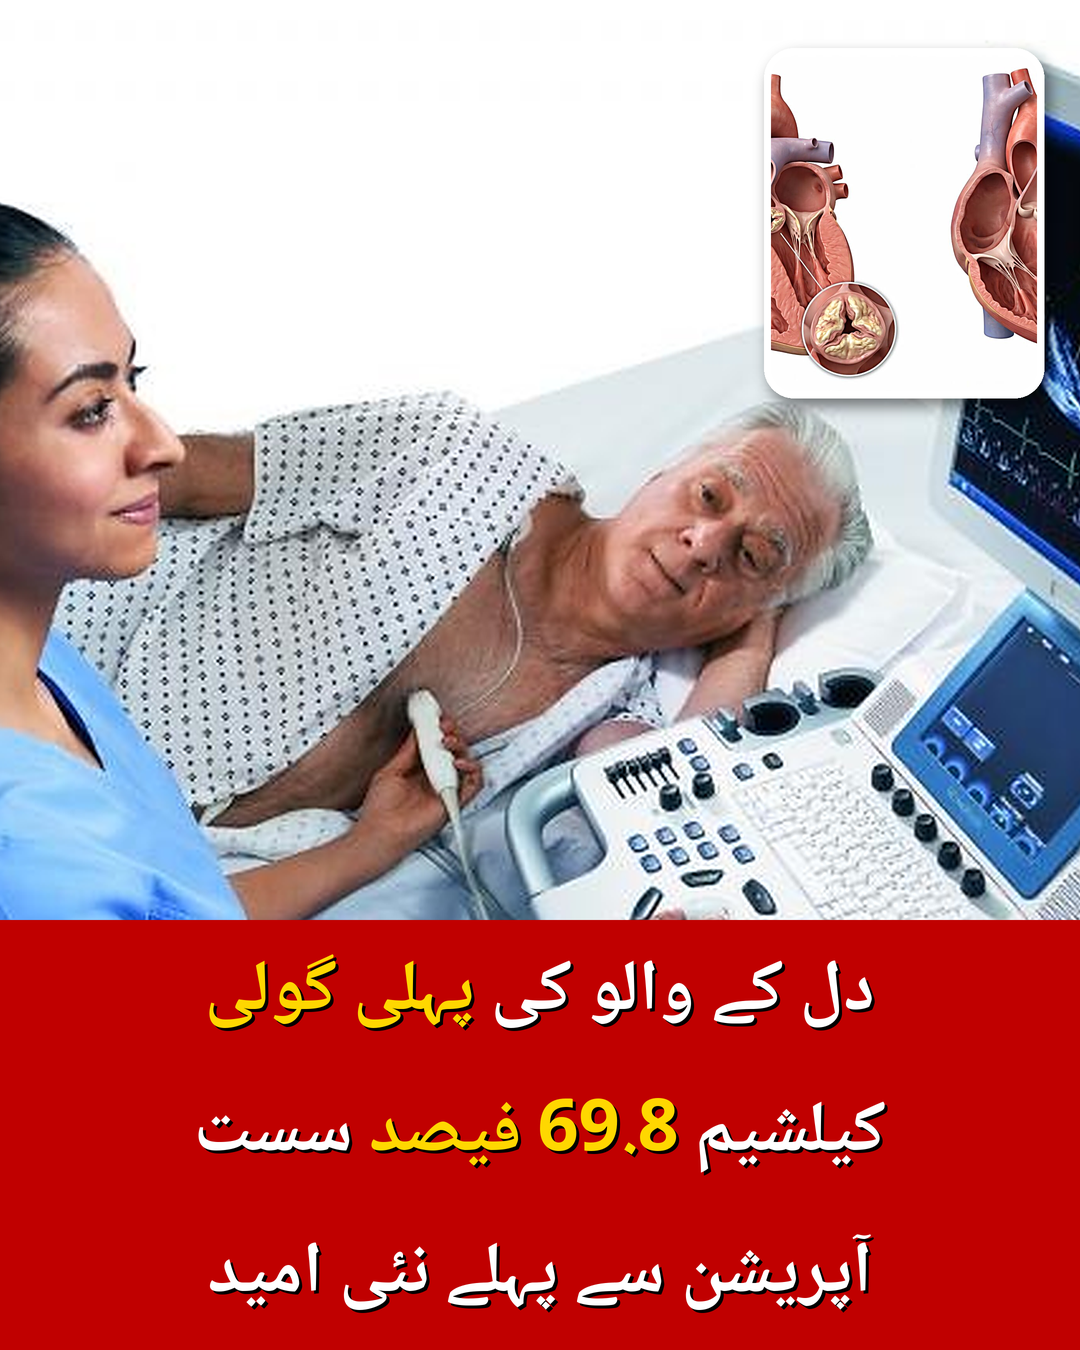 دل کے والو کی پہلی گولی
کیلشیم 69.8 فیصد سست
آپریشن سے پہلے نئی امید